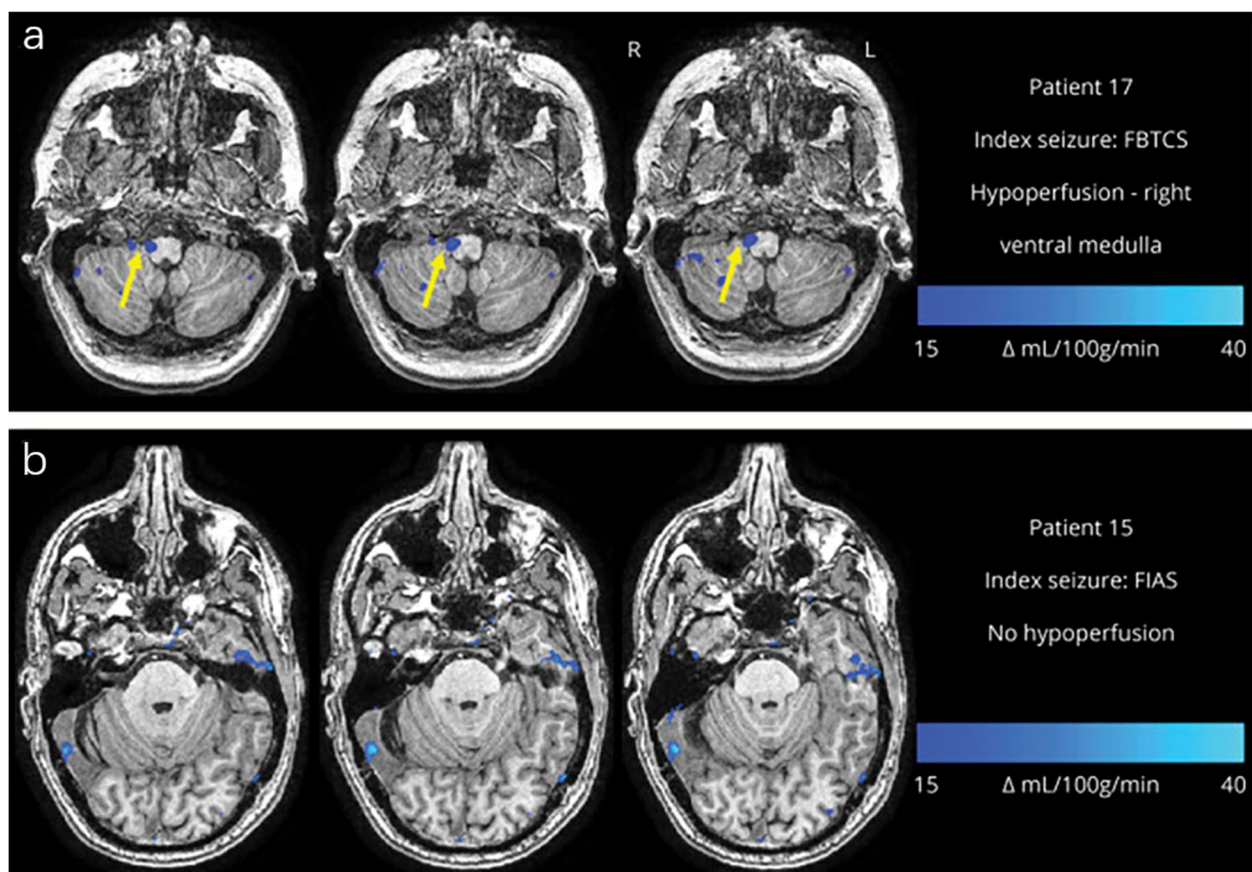 a
R
L
Patient 17
Index seizure: FBTCS
Hypoperfusion - right
ventral medulla
15 Δ mL/100g/min 40
b
Patient 15
Index seizure: FIAS
No hypoperfusion
15 Δ mL/100g/min 40